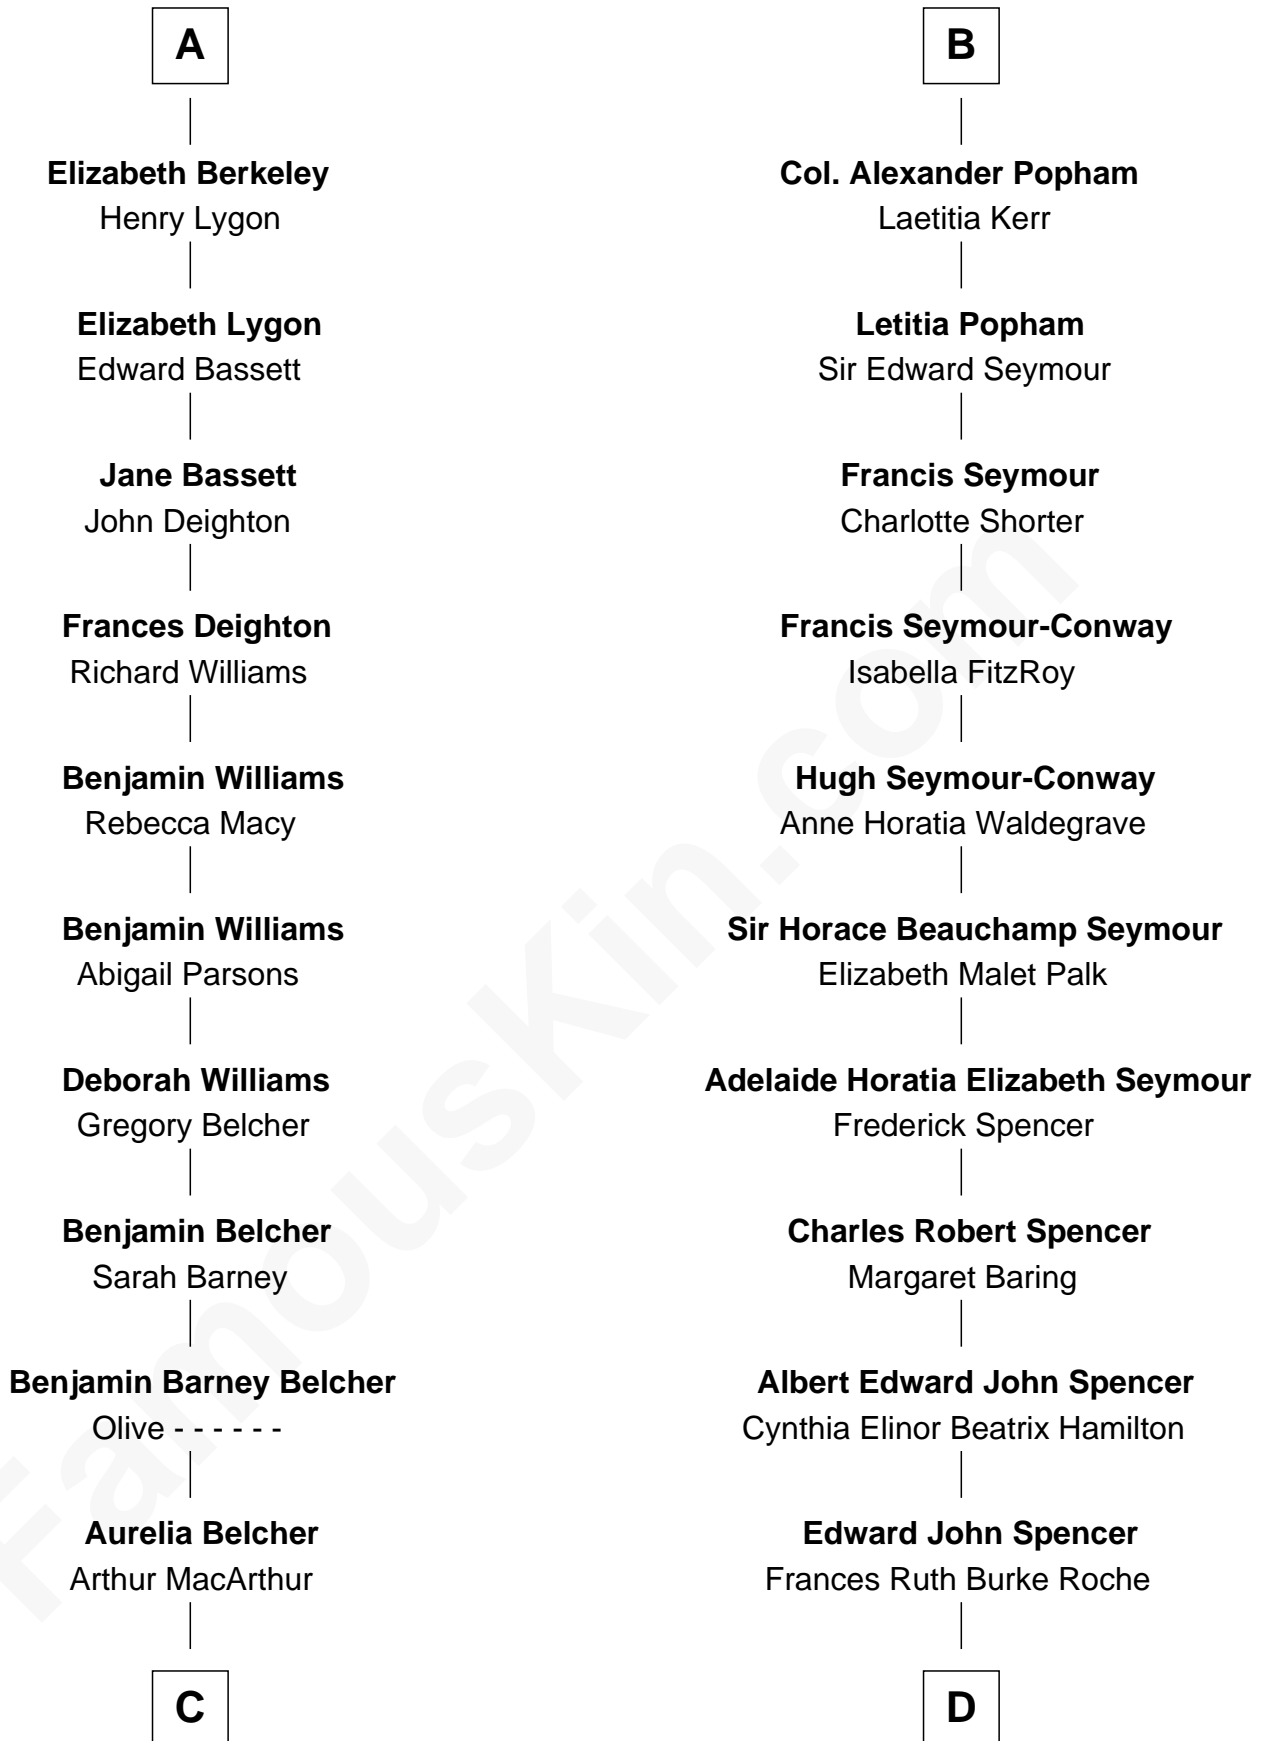 A
Elizabeth Berkeley
Henry Lygon
Elizabeth Lygon
Edward Bassett
Jane Bassett
John Deighton
Frances Deighton
Richard Williams
Benjamin Williams
Rebecca Macy
Benjamin Williams
Abigail Parsons
Deborah Williams
Gregory Belcher
Benjamin Belcher
Sarah Barney
Benjamin Barney Belcher
Olive - - - - - -
Aurelia Belcher
Arthur MacArthur
C
B
Col. Alexander Popham
Laetitia Kerr
Letitia Popham
Sir Edward Seymour
Francis Seymour
Charlotte Shorter
Francis Seymour-Conway
Isabella FitzRoy
Hugh Seymour-Conway
Anne Horatia Waldegrave
Sir Horace Beauchamp Seymour
Elizabeth Malet Palk
Adelaide Horatia Elizabeth Seymour
Frederick Spencer
Charles Robert Spencer
Margaret Baring
Albert Edward John Spencer
Cynthia Elinor Beatrix Hamilton
Edward John Spencer
Frances Ruth Burke Roche
D
FamousKin.com